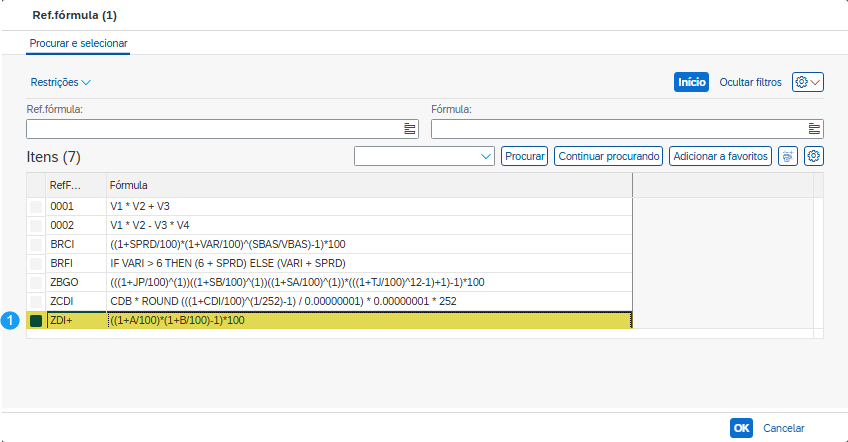 Ref.fórmula (1)
Procurar e selecionar
Restrições
Início
Ocultar filtros
Ref.fórmula:
Fórmula:
Itens (7)
Procurar
Continuar procurando
Adicionar a favoritos
RefF... Fórmula
0001 V1 * V2 + V3
0002 V1 * V2 - V3 * V4
BRCI ((1+SPRD/100)*(1+VAR/100)^(SBAS/VBAS)-1)*100
BRFI IF VARI > 6 THEN (6 + SPRD) ELSE (VARI + SPRD)
ZBGO (((1+JP/100)^(1))((1+SB/100)^(1))((1+SA/100)^(1))*(((1+TJ/100)^12-1)+1)-1)*100
ZCDI CDB * ROUND (((1+CDI/100)^(1/252)-1) / 0.00000001) * 0.00000001 * 252
1 ZDI+ ((1+A/100)*(1+B/100)-1)*100
OK
Cancelar